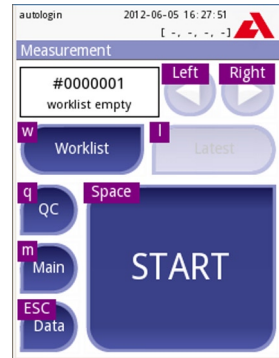 autologin 2012-06-05 16:27:51
[ -, -, -, -]
Measurement
#0000001
worklist empty
Left
Right
w
Worklist
l
Latest
q
QC
Space
START
m
Main
ESC
Data